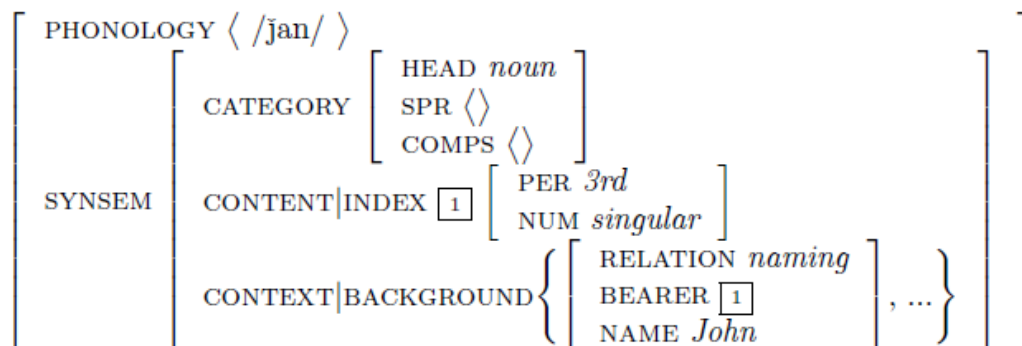 PHONOLOGY ⟨ /ǰan/ ⟩
HEAD noun
CATEGORY SPR ⟨⟩
COMPS ⟨⟩
SYNSEM CONTENT|INDEX 1 PER 3rd
NUM singular
RELATION naming
CONTEXT|BACKGROUND { BEARER 1 , ... }
NAME John